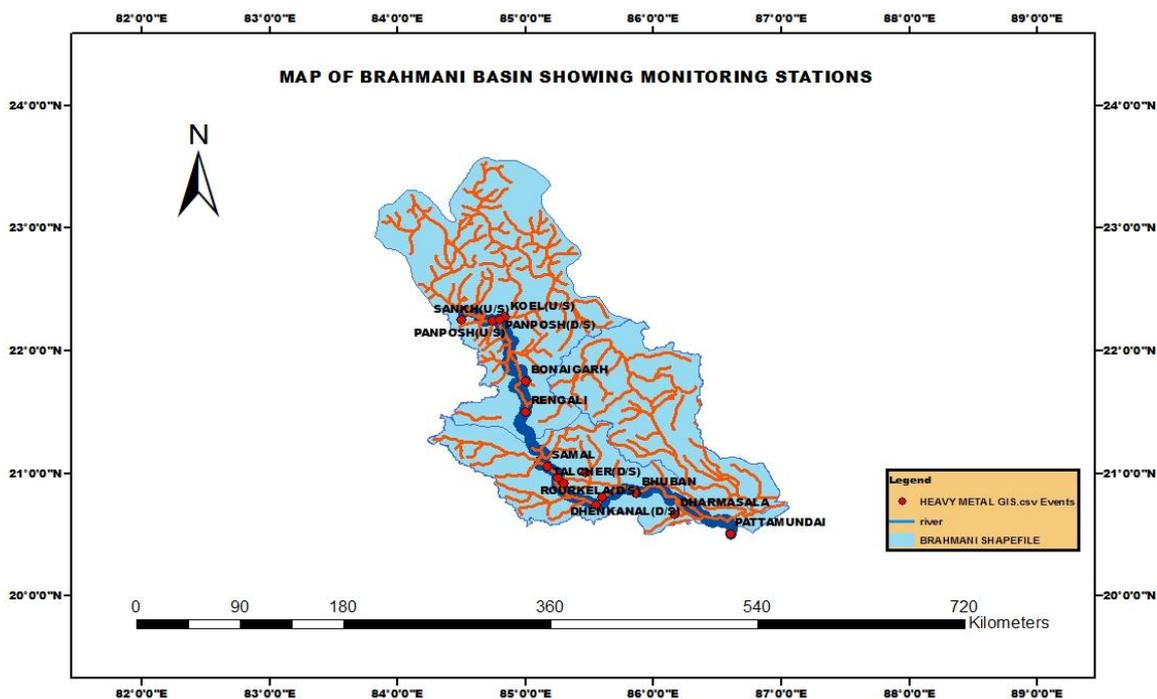 82°0'0"E 83°0'0"E 84°0'0"E 85°0'0"E 86°0'0"E 87°0'0"E 88°0'0"E 89°0'0"E
MAP OF BRAHMANI BASIN SHOWING MONITORING STATIONS
24°0'0"N 24°0'0"N
N
23°0'0"N 23°0'0"N
SANKH(U/S) KOEL(U/S)
PANPOSH(U/S) PANPOSH(D/S)
22°0'0"N 22°0'0"N
BONAIGARH
RENGALI
SAMAL
21°0'0"N TALCHER(D/S) 21°0'0"N
ROURKELA(D/S) BHUBAN
DHENKANAL(D/S) DHARMASALA
PATTAMUNDAI
Legend
HEAVY METAL GIS.csv Events
river
BRAHMANI SHAPEFILE
20°0'0"N 20°0'0"N
0 90 180 360 540 720
Kilometers
82°0'0"E 83°0'0"E 84°0'0"E 85°0'0"E 86°0'0"E 87°0'0"E 88°0'0"E 89°0'0"E